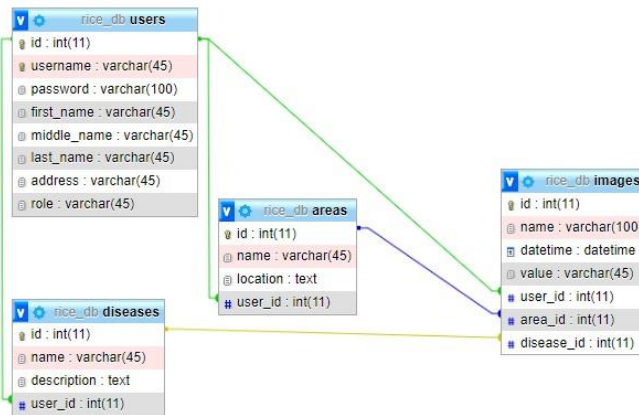 rice_db users
id : int(11)
username : varchar(45)
password : varchar(100)
first_name : varchar(45)
middle_name : varchar(45)
last_name : varchar(45)
address : varchar(45)
role : varchar(45)
rice_db areas
id : int(11)
name : varchar(45)
location : text
user_id : int(11)
rice_db diseases
id : int(11)
name : varchar(45)
description : text
user_id : int(11)
rice_db images
id : int(11)
name : varchar(100
datetime : datetime
value : varchar(45)
user_id : int(11)
area_id : int(11)
disease_id : int(11)